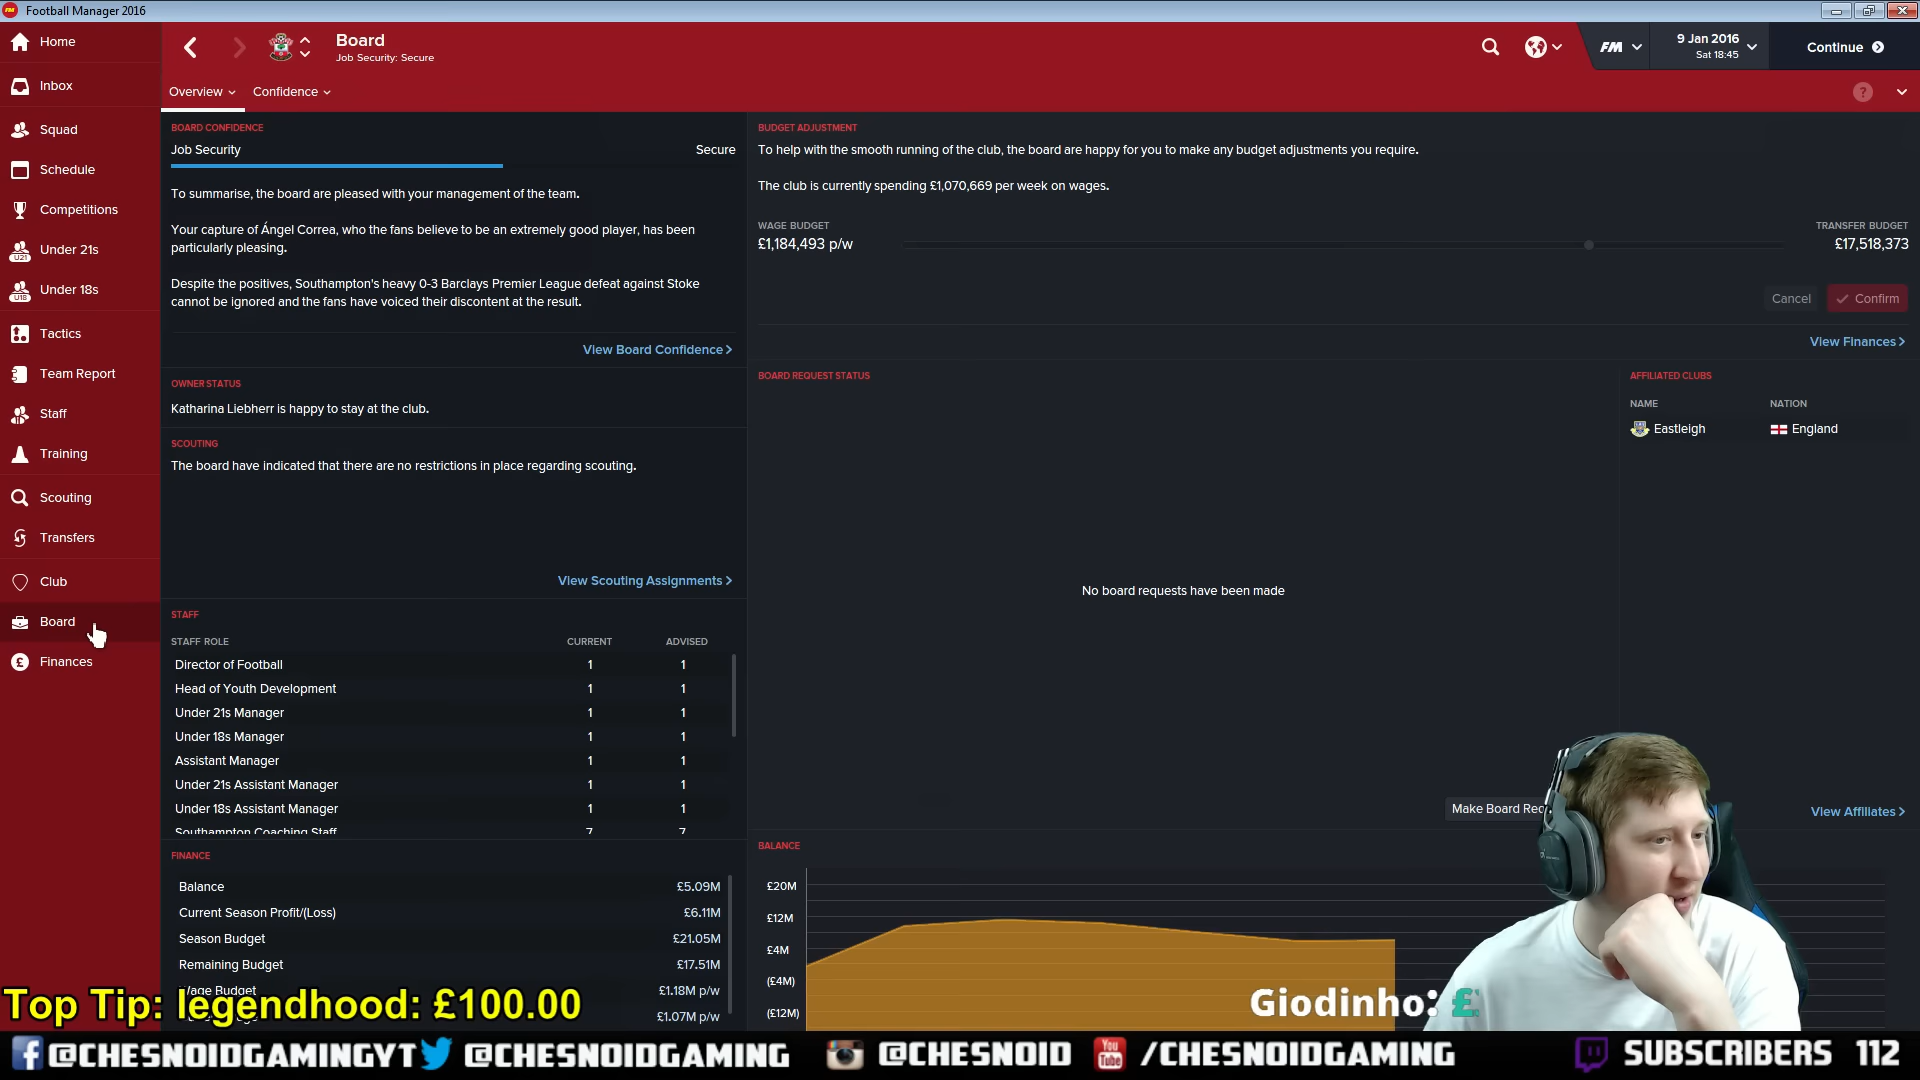 Football Manager 2016
Home
Inbox
Squad
Schedule
Competitions
Under 21s
Under 18s
Tactics
Team Report
Staff
Training
Scouting
Transfers
Club
Board
Finances
Board
Job Security: Secure
FM
9 Jan 2016
Sat 18:45
Continue
Overview
Confidence
BOARD CONFIDENCE
Job Security Secure
To summarise, the board are pleased with your management of the team.
Your capture of Ángel Correa, who the fans believe to be an extremely good player, has been
particularly pleasing.
Despite the positives, Southampton's heavy 0-3 Barclays Premier League defeat against Stoke
cannot be ignored and the fans have voiced their discontent at the result.
View Board Confidence >
OWNER STATUS
Katharina Liebherr is happy to stay at the club.
SCOUTING
The board have indicated that there are no restrictions in place regarding scouting.
View Scouting Assignments >
STAFF
STAFF ROLE CURRENT ADVISED
Director of Football 1 1
Head of Youth Development 1 1
Under 21s Manager 1 1
Under 18s Manager 1 1
Assistant Manager 1 1
Under 21s Assistant Manager 1 1
Under 18s Assistant Manager 1 1
Southampton Coaching Staff 7 7
FINANCE
Balance £5.09M
Current Season Profit/(Loss) £6.11M
Season Budget £21.05M
Remaining Budget £17.51M
Wage Budget £1.18M p/w
£1.07M p/w
BUDGET ADJUSTMENT
To help with the smooth running of the club, the board are happy for you to make any budget adjustments you require.
The club is currently spending £1,070,669 per week on wages.
WAGE BUDGET TRANSFER BUDGET
£1,184,493 p/w £17,518,373
Cancel Confirm
View Finances >
BOARD REQUEST STATUS
No board requests have been made
Make Board Rec
AFFILIATED CLUBS
NAME NATION
Eastleigh England
View Affiliates >
BALANCE
£20M
£12M
£4M
(£4M)
(£12M)
Top Tip: legendhood: £100.00
Giodinho: £
@CHESNOIDGAMINGYT @CHESNOIDGAMING @CHESNOID You Tube /CHESNOIDGAMING SUBSCRIBERS 112